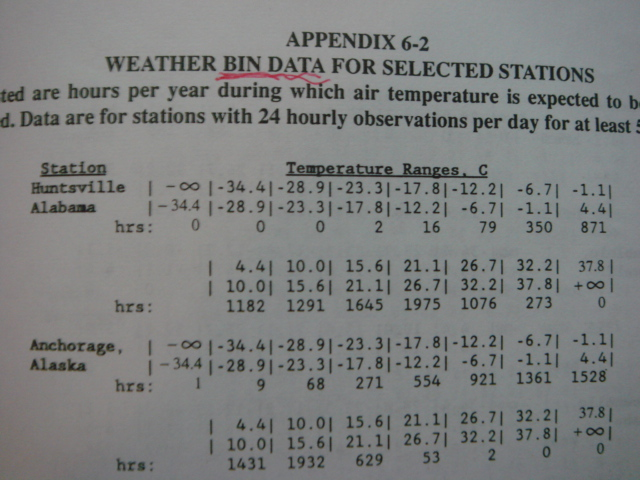 APPENDIX 6-2
WEATHER BIN DATA FOR SELECTED STATIONS
ted are hours per year during which air temperature is expected to b
d. Data are for stations with 24 hourly observations per day for at least 5
Station Temperature Ranges, C
Huntsville | -∞ |-34.4|-28.9|-23.3|-17.8|-12.2| -6.7| -1.1|
Alabama |-34.4 |-28.9|-23.3|-17.8|-12.2| -6.7| -1.1| 4.4|
hrs: 0 0 0 2 16 79 350 871
| 4.4| 10.0| 15.6| 21.1| 26.7| 32.2| 37.8|
| 10.0| 15.6| 21.1| 26.7| 32.2| 37.8| +∞|
hrs: 1182 1291 1645 1975 1076 273 0
Anchorage, | -∞ |-34.4|-28.9|-23.3|-17.8|-12.2| -6.7| -1.1|
Alaska |-34.4 |-28.9|-23.3|-17.8|-12.2| -6.7| -1.1| 4.4|
hrs: 1 9 68 271 554 921 1361 1528
| 4.4| 10.0| 15.6| 21.1| 26.7| 32.2| 37.8|
| 10.0| 15.6| 21.1| 26.7| 32.2| 37.8| +∞|
hrs: 1431 1932 629 53 2 0 0